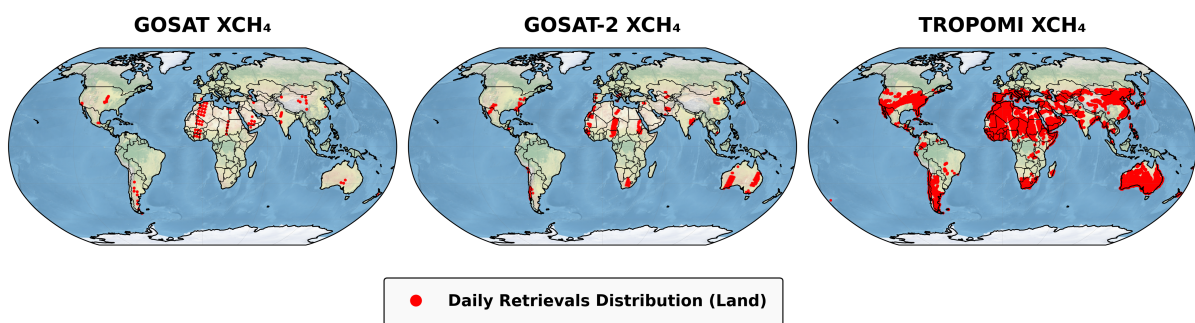 GOSAT XCH₄
GOSAT-2 XCH₄
TROPOMI XCH₄
Daily Retrievals Distribution (Land)